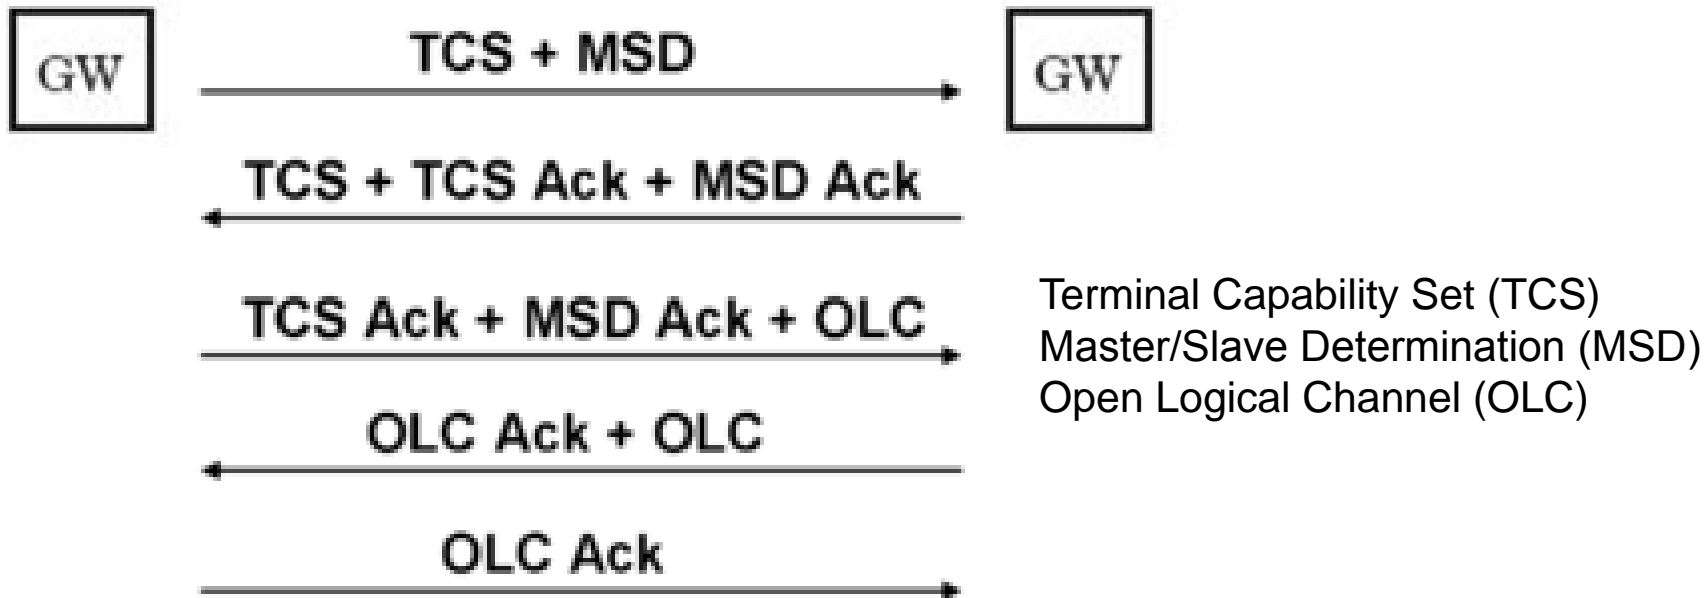 GW
TCS + MSD
GW
TCS + TCS Ack + MSD Ack
TCS Ack + MSD Ack + OLC
Terminal Capability Set (TCS)
Master/Slave Determination (MSD)
Open Logical Channel (OLC)
OLC Ack + OLC
OLC Ack